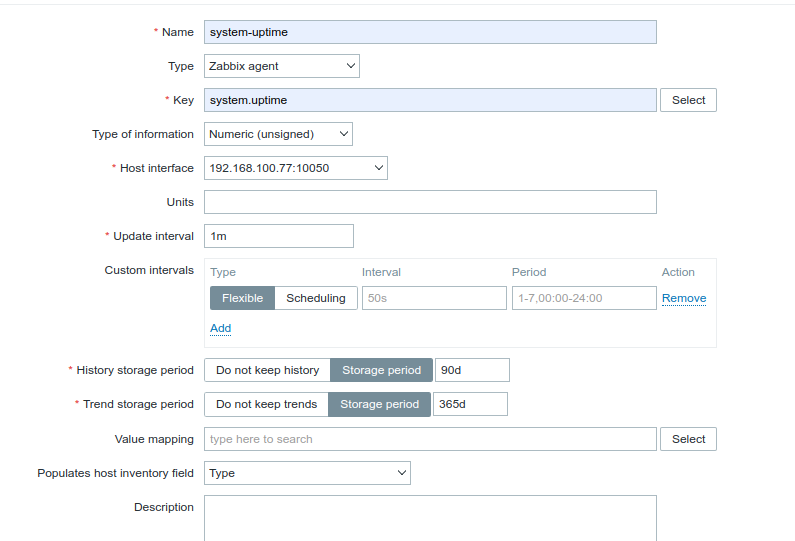 * Name system-uptime
Type Zabbix agent
* Key system.uptime Select
Type of information Numeric (unsigned)
* Host interface 192.168.100.77:10050
Units
* Update interval 1m
Custom intervals Type Interval Period Action
Flexible Scheduling 50s 1-7,00:00-24:00 Remove
Add
* History storage period Do not keep history Storage period 90d
* Trend storage period Do not keep trends Storage period 365d
Value mapping type here to search Select
Populates host inventory field Type
Description